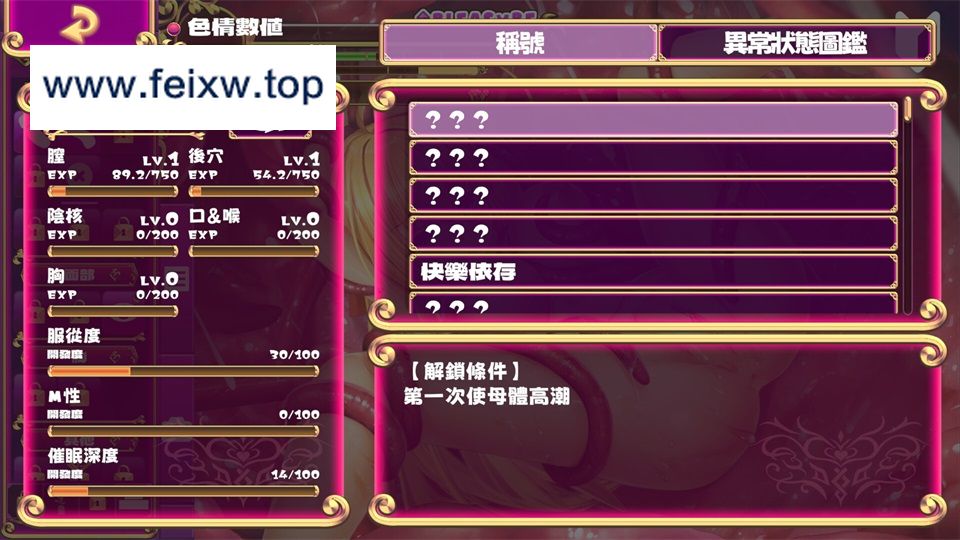 色情數值
PLEASURE
www.feixw.top
膣 LV.1
EXP 89.2/750
後穴 LV.1
EXP 54.2/750
陰核 LV.0
EXP 0/200
口&喉 LV.0
EXP 0/200
胸 LV.0
EXP 0/200
服從度
開發度 30/100
M性
開發度 0/100
催眠深度
開發度 14/100
稱號
異常狀態圖鑑
???
???
???
???
快樂依存
???
【解鎖條件】
第一次使母體高潮